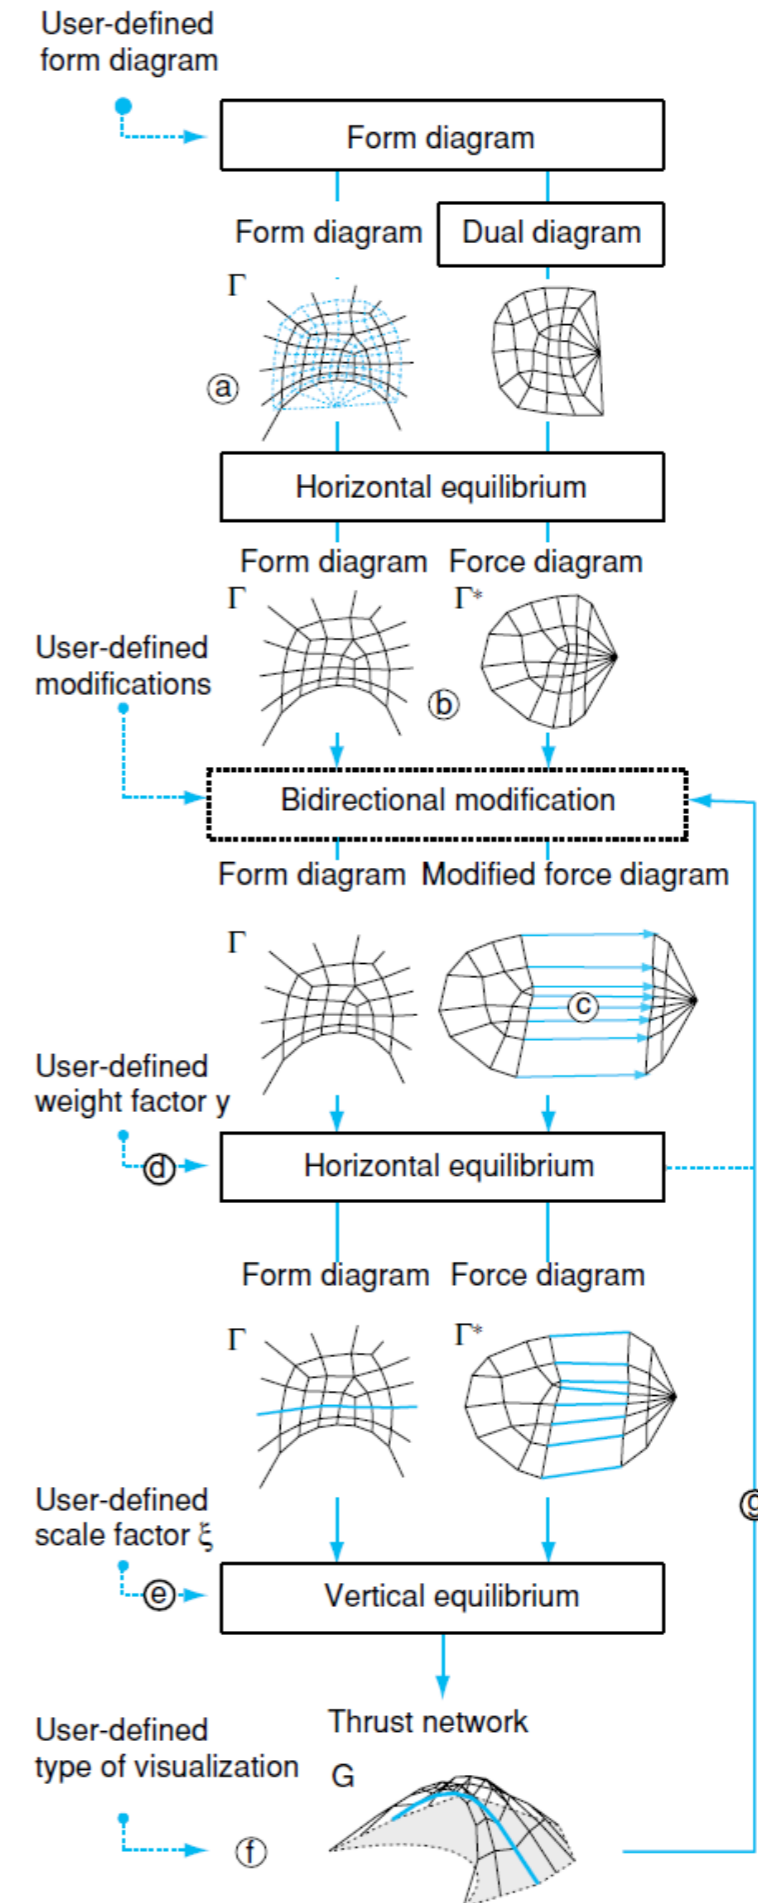 User-defined
form diagram
Form diagram
Form diagram
Dual diagram
Γ
a
Horizontal equilibrium
Form diagram
Force diagram
Γ
Γ*
User-defined
modifications
b
Bidirectional modification
Form diagram
Modified force diagram
Γ
c
User-defined
weight factor γ
d
Horizontal equilibrium
Form diagram
Force diagram
Γ
Γ*
User-defined
scale factor ξ
g
e
Vertical equilibrium
Thrust network
User-defined
type of visualization
G
f